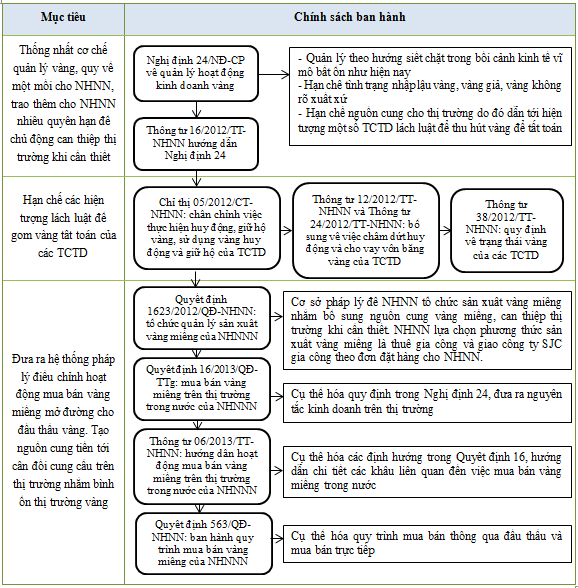 Mục tiêu
Chính sách ban hành
Thống nhất cơ chế
quản lý vàng, quy về
một mối cho NHNN,
trao thêm cho NHNN
nhiều quyền hạn để
chủ động can thiệp thị
trường khi cần thiết
Nghị định 24/NĐ-CP
về quản lý hoạt động
kinh doanh vàng
- Quản lý theo hướng siết chặt trong bối cảnh kinh tế vĩ
mô bất ổn như hiện nay
- Hạn chế tình trạng nhập lậu vàng, vàng giả, vàng không
rõ xuất xứ
- Hạn chế nguồn cung cho thị trường do đó dẫn tới hiện
tượng một số TCTD lách luật để thu hút vàng để tất toán
Thông tư 16/2012/TT-
NHNN hướng dẫn
Nghị định 24
Hạn chế các hiện
tượng lách luật để
gom vàng tất toán của
các TCTD
Chỉ thị 05/2012/CT-
NHNN: chấn chỉnh việc
thực hiện huy động, giữ hộ
vàng, sử dụng vàng huy
động và giữ hộ của TCTD
Thông tư 12/2012/TT-
NHNN và Thông tư
24/2012/TT-NHNN: bổ
sung về việc chấm dứt huy
động và cho vay vốn bằng
vàng của TCTD
Thông tư
38/2012/TT-
NHNN: quy định
về trạng thái vàng
của các TCTD
Đưa ra hệ thống pháp
lý điều chỉnh hoạt
động mua bán vàng
miếng mở đường cho
đấu thầu vàng. Tạo
nguồn cung tiến tới
cân đối cung cầu trên
thị trường nhằm bình
ổn thị trường vàng
Quyết định
1623/2012/QĐ-NHNN:
tổ chức quản lý sản xuất
vàng miếng của NHNNN
Cơ sở pháp lý để NHNN tổ chức sản xuất vàng miếng
nhằm bổ sung nguồn cung vàng miếng, can thiệp thị
trường khi cần thiết. NHNN lựa chọn phương thức sản
xuất vàng miếng là thuê gia công và giao công ty SJC
gia công theo đơn đặt hàng cho NHNN.
Quyết định 16/2013/QĐ-
TTg: mua bán vàng
miếng trên thị trường
trong nước của NHNNN
Cụ thể hóa quy định trong Nghị định 24, đưa ra nguyên
tắc kinh doanh trên thị trường
Thông tư 06/2013/TT-
NHNN: hướng dẫn hoạt
động mua bán vàng
miếng trên thị trường
trong nước của NHNNN
Cụ thể hóa các định hướng trong Quyết định 16, hướng
dẫn chi tiết các khâu liên quan đến việc mua bán vàng
miếng trong nước
Quyết định 563/QĐ-
NHNN: ban hành quy
trình mua bán vàng
miếng của NHNNN
Cụ thể hóa quy trình mua bán thông qua đấu thầu và
mua bán trực tiếp